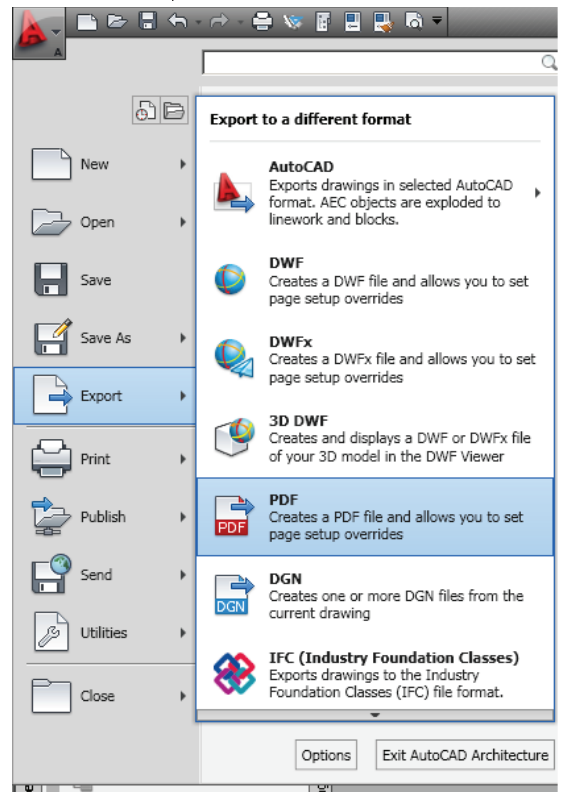 A
Export to a different format
New
Open
Save
Save As
Export
Print
Publish
Send
Utilities
Close
AutoCAD
Exports drawings in selected AutoCAD
format. AEC objects are exploded to
linework and blocks.
DWF
Creates a DWF file and allows you to set
page setup overrides
DWFx
Creates a DWFx file and allows you to set
page setup overrides
3D DWF
Creates and displays a DWF or DWFx file
of your 3D model in the DWF Viewer
PDF
PDF
Creates a PDF file and allows you to set
page setup overrides
DGN
DGN
Creates one or more DGN files from the
current drawing
IFC (Industry Foundation Classes)
Exports drawings to the Industry
Foundation Classes (IFC) file format.
Options
Exit AutoCAD Architecture